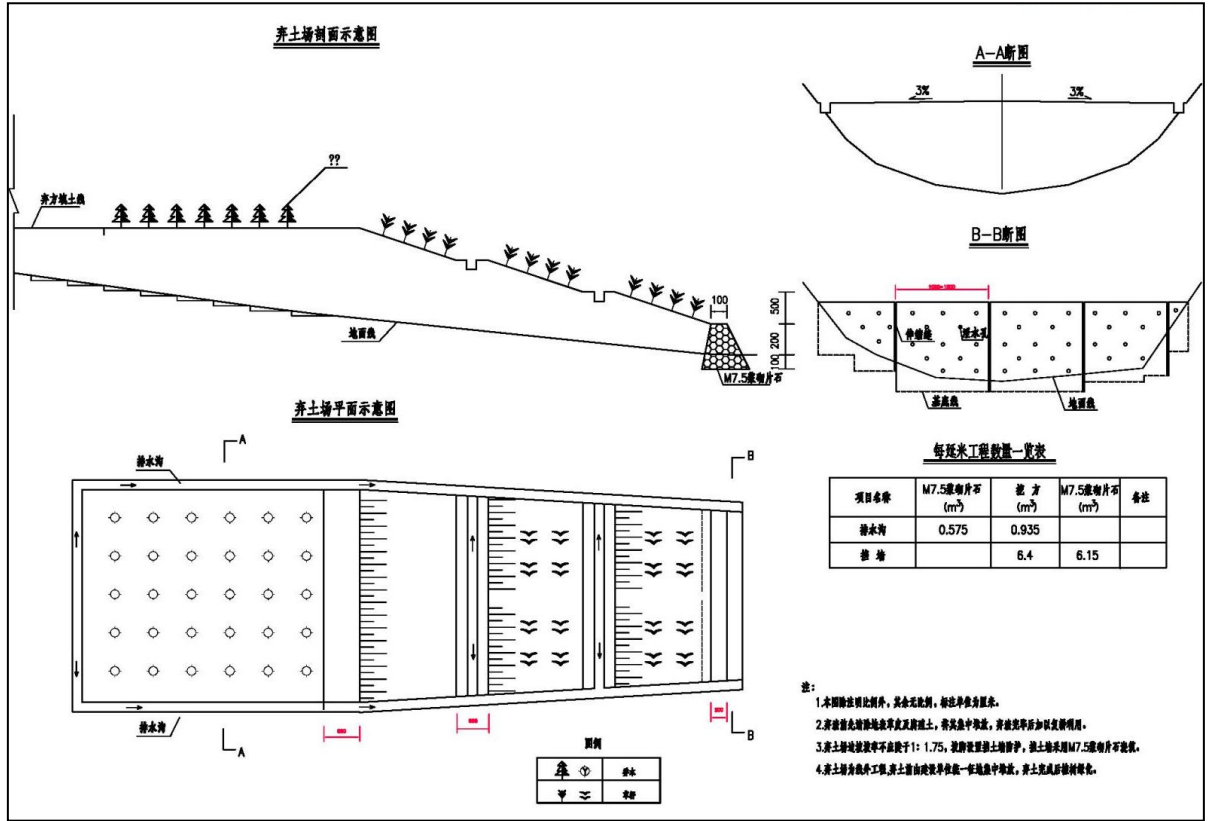 弃土场剖面示意图
??
弃方填土线
地面线
100
500
200
100
M7.5浆砌片石
A-A断图
3%
3%
B-B断图
伸缩缝
泄水孔
基底线
地面线
弃土场平面示意图
A
B
排水沟
排水沟
A
B
图例
乔木
草籽
每延米工程数量一览表
项目名称 M7.5浆砌片石 (m³) 挖方 (m³) M7.5浆砌片石 (m³) 备注
排水沟 0.575 0.935
挡墙 6.4 6.15
注:
1.本图除注明比例外，其余无比例，标注单位为厘米。
2.弃渣前先清除地表草皮及腐殖土，将其集中堆放，弃渣完毕后加以复耕利用。
3.弃土场边坡坡率不应陡于1: 1.75，坡脚设置挡土墙防护，挡土墙采用M7.5浆砌片石浇筑。
4.弃土场为线外工程,弃土前由建设单位统一征地集中堆放，弃土完成后植树绿化。